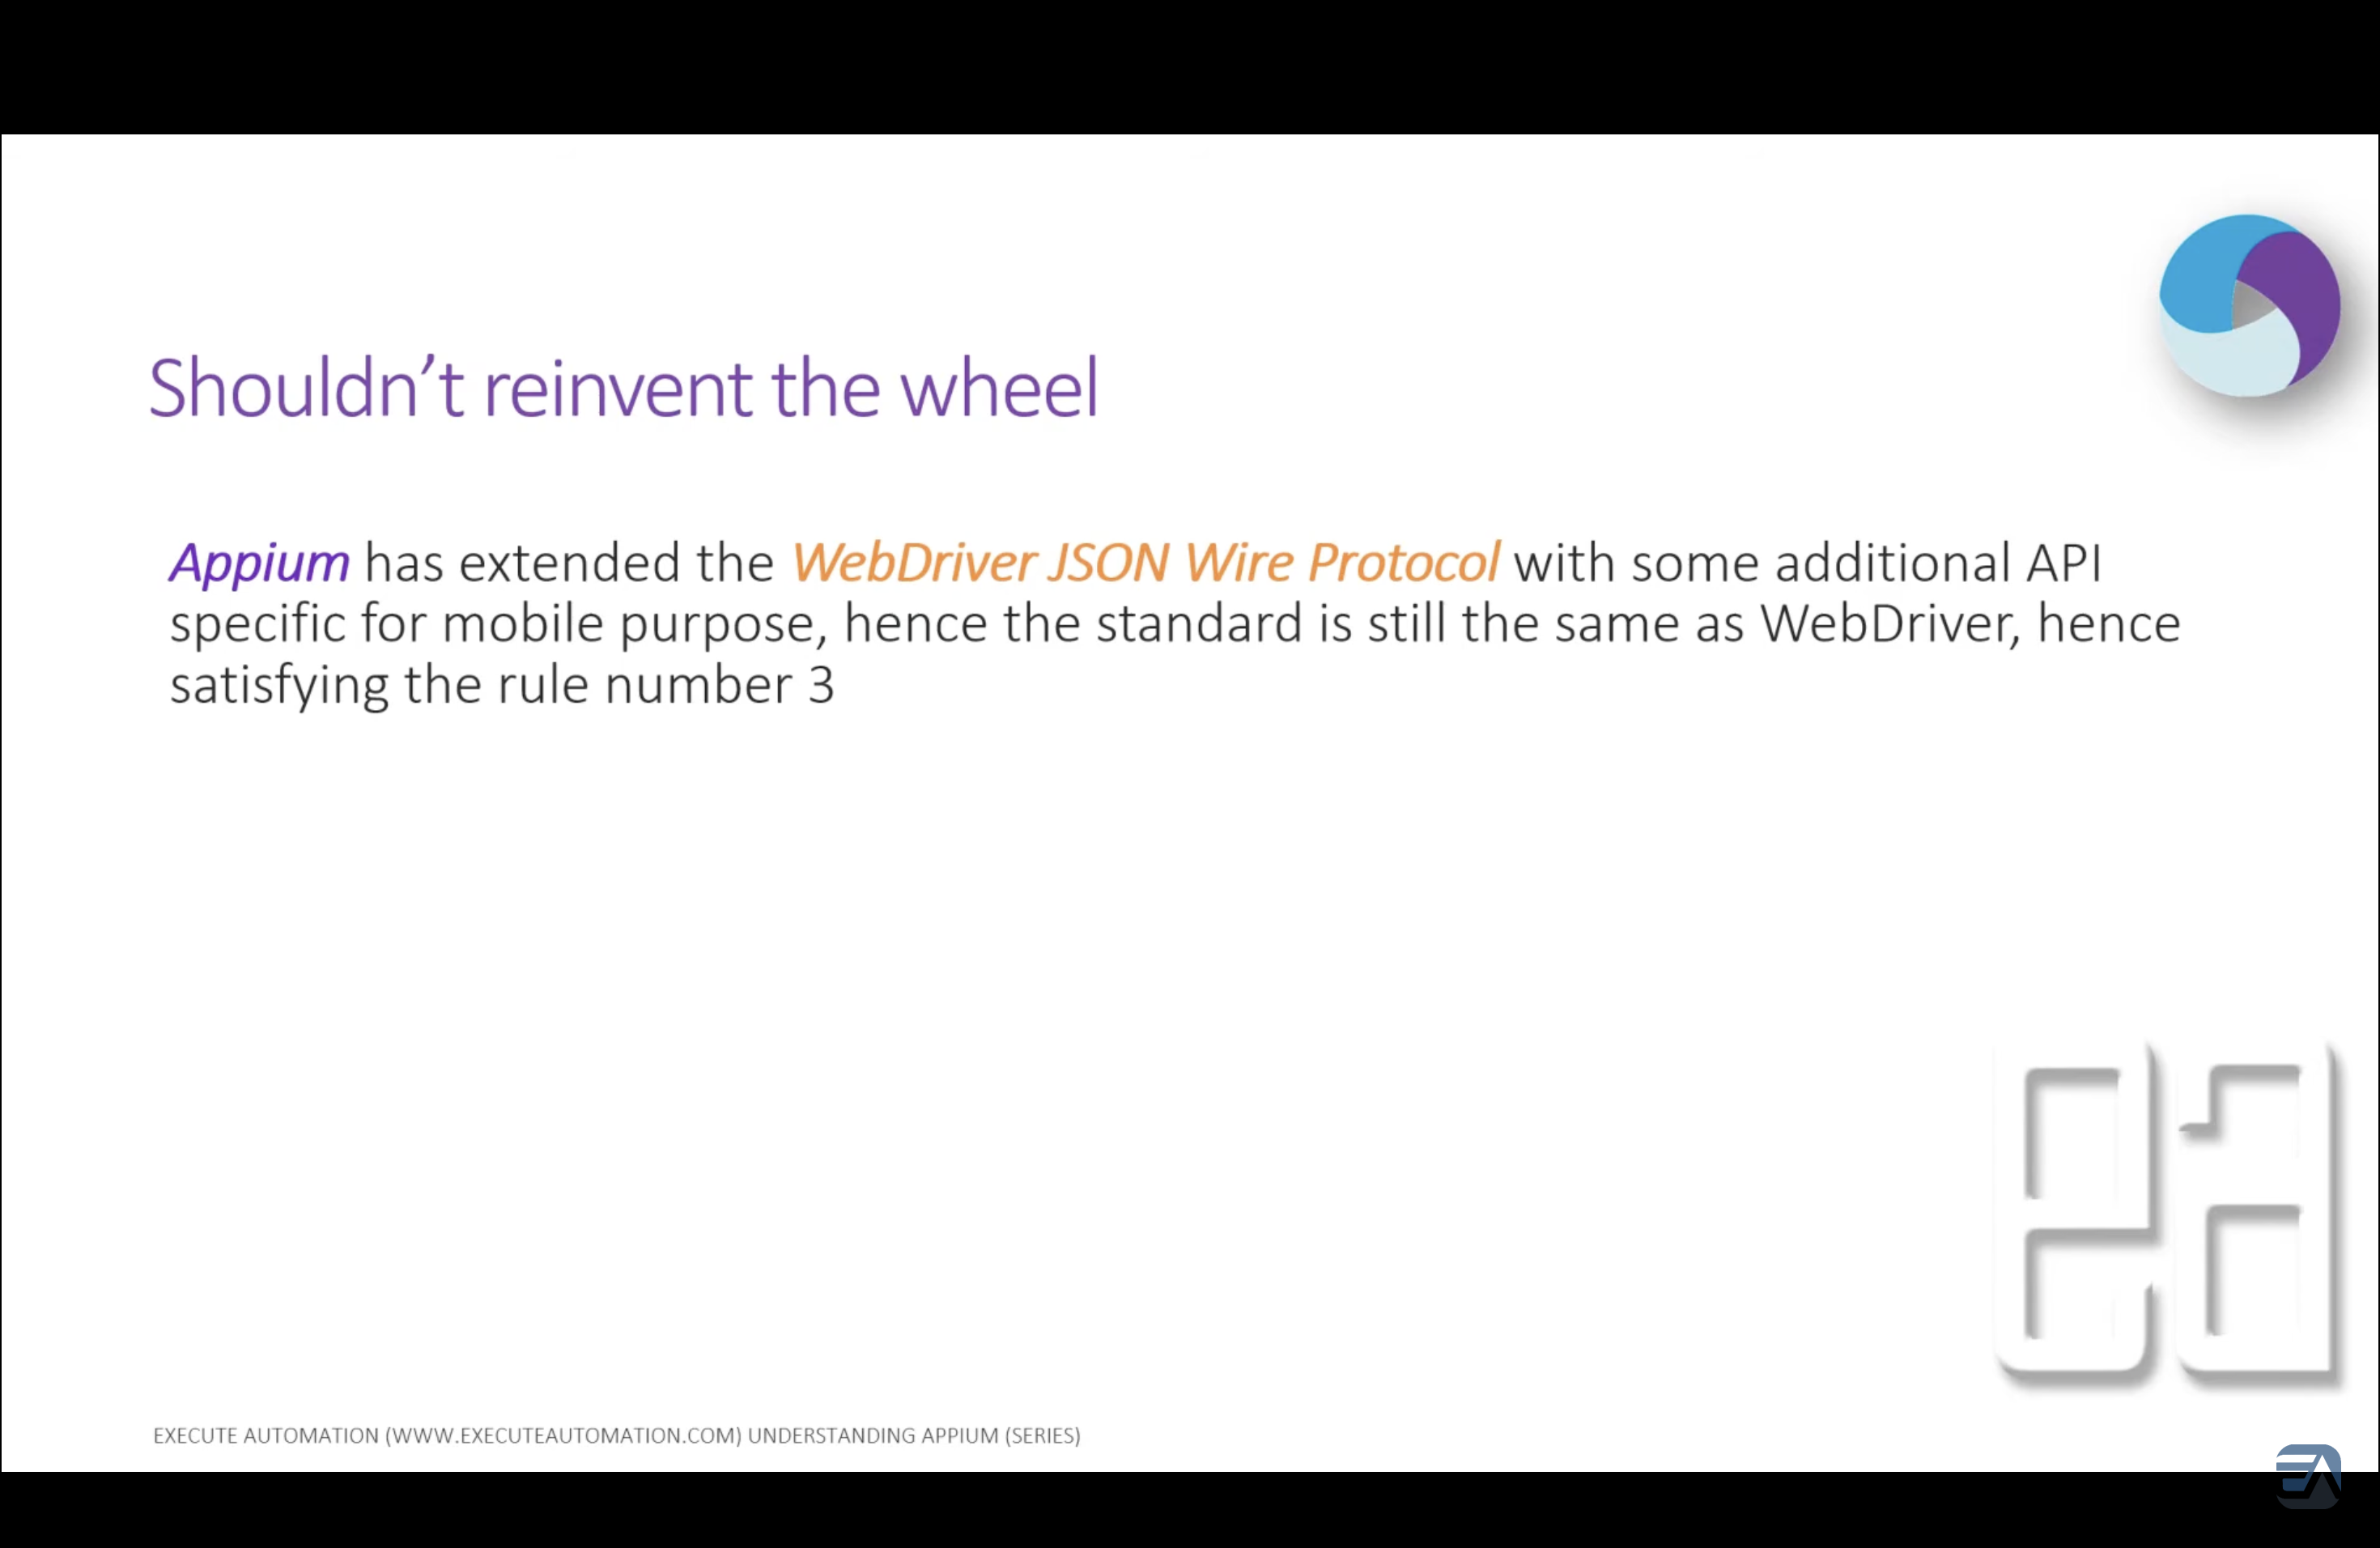 Shouldn’t reinvent the wheel
Appium has extended the WebDriver JSON Wire Protocol with some additional API
specific for mobile purpose, hence the standard is still the same as WebDriver, hence
satisfying the rule number 3
ea
EXECUTE AUTOMATION (WWW.EXECUTEAUTOMATION.COM) UNDERSTANDING APPIUM (SERIES)
EA